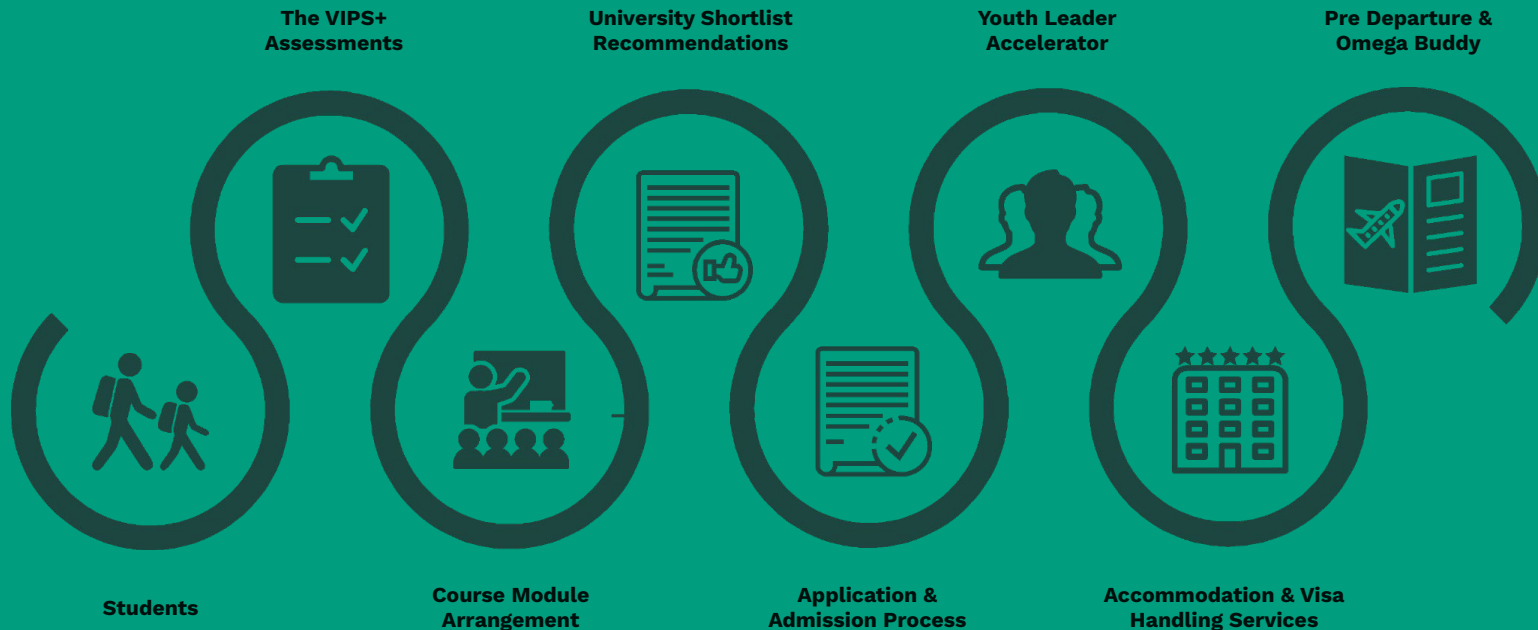 The VIPS+
Assessments
University Shortlist
Recommendations
Youth Leader
Accelerator
Pre Departure &
Omega Buddy
Students
Course Module
Arrangement
Application &
Admission Process
Accommodation & Visa
Handling Services